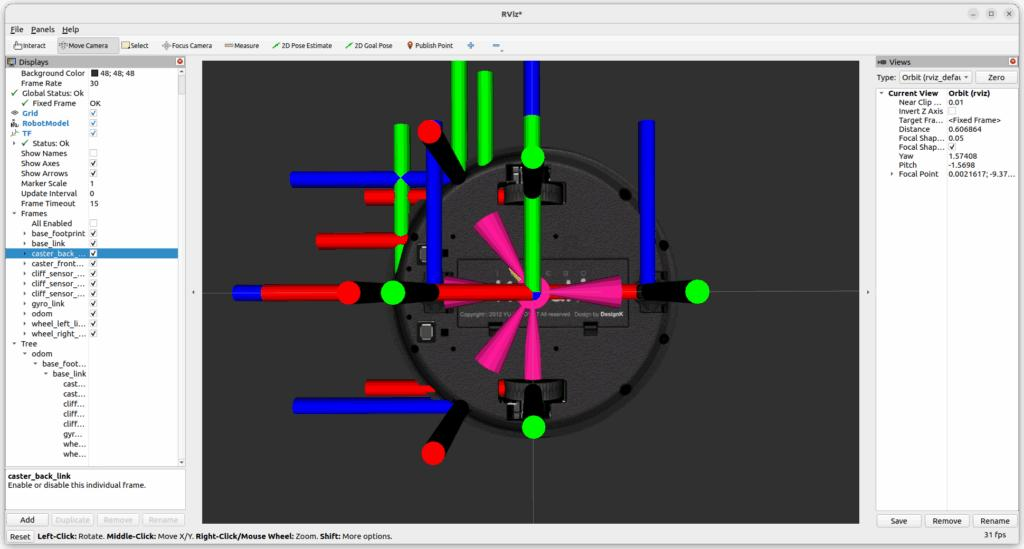 RViz*
File Panels Help
Interact Move Camera Select Focus Camera Measure 2D Pose Estimate 2D Goal Pose Publish Point
Displays
Background Color 48; 48; 48
Frame Rate 30
Global Status: Ok
Fixed Frame OK
Grid
RobotModel
TF
Status: Ok
Show Names
Show Axes
Show Arrows
Marker Scale 1
Update Interval 0
Frame Timeout 15
Frames
All Enabled
base_footprint
base_link
caster_back_...
caster_front...
cliff_sensor_...
cliff_sensor_...
cliff_sensor_...
gyro_link
odom
wheel_left_li...
wheel_right_...
Tree
odom
base_foot...
base_link
cast...
cast...
cliff...
cliff...
cliff...
gyr...
whe...
whe...
caster_back_link
Enable or disable this individual frame.
Add Duplicate Remove Rename
Reset Left-Click: Rotate. Middle-Click: Move X/Y. Right-Click/Mouse Wheel: Zoom. Shift: More options.
31 fps
Copyright 2012 All reserved. Design by DesignK
Views
Type: Orbit (rviz_defau Zero
Current View Orbit (rviz)
Near Clip ... 0.01
Invert Z Axis
Target Fra... <Fixed Frame>
Distance 0.606864
Focal Shap... 0.05
Focal Shap...
Yaw 1.57408
Pitch -1.5698
Focal Point 0.0021617; -9.37...
Save Remove Rename